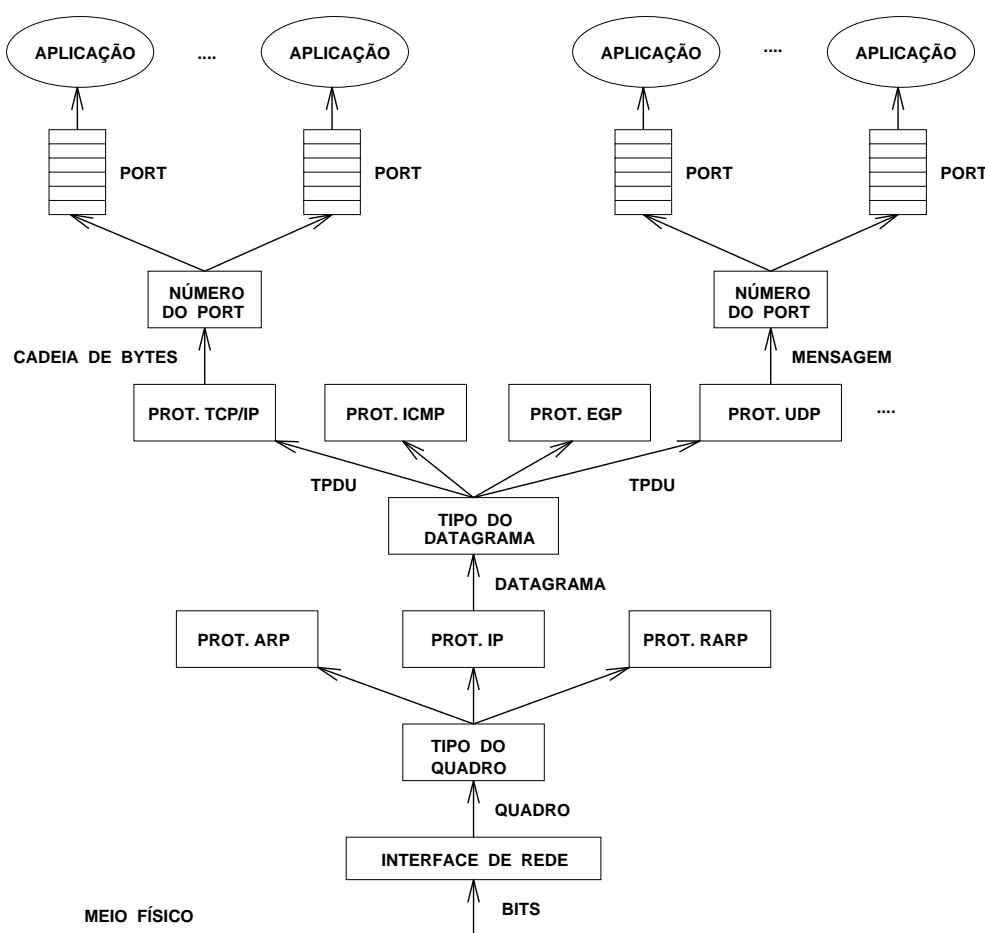 APLICAÇÃO .... APLICAÇÃO APLICAÇÃO .... APLICAÇÃO
PORT PORT PORT PORT
NÚMERO
DO PORT
NÚMERO
DO PORT
CADEIA DE BYTES MENSAGEM
PROT. TCP/IP PROT. ICMP PROT. EGP PROT. UDP ....
TPDU TPDU
TIPO DO
DATAGRAMA
DATAGRAMA
PROT. ARP PROT. IP PROT. RARP
TIPO DO
QUADRO
QUADRO
INTERFACE DE REDE
BITS
MEIO FÍSICO